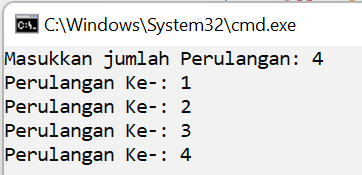 C:\Windows\System32\cmd.exe
Masukkan jumlah Perulangan: 4
Perulangan Ke-: 1
Perulangan Ke-: 2
Perulangan Ke-: 3
Perulangan Ke-: 4